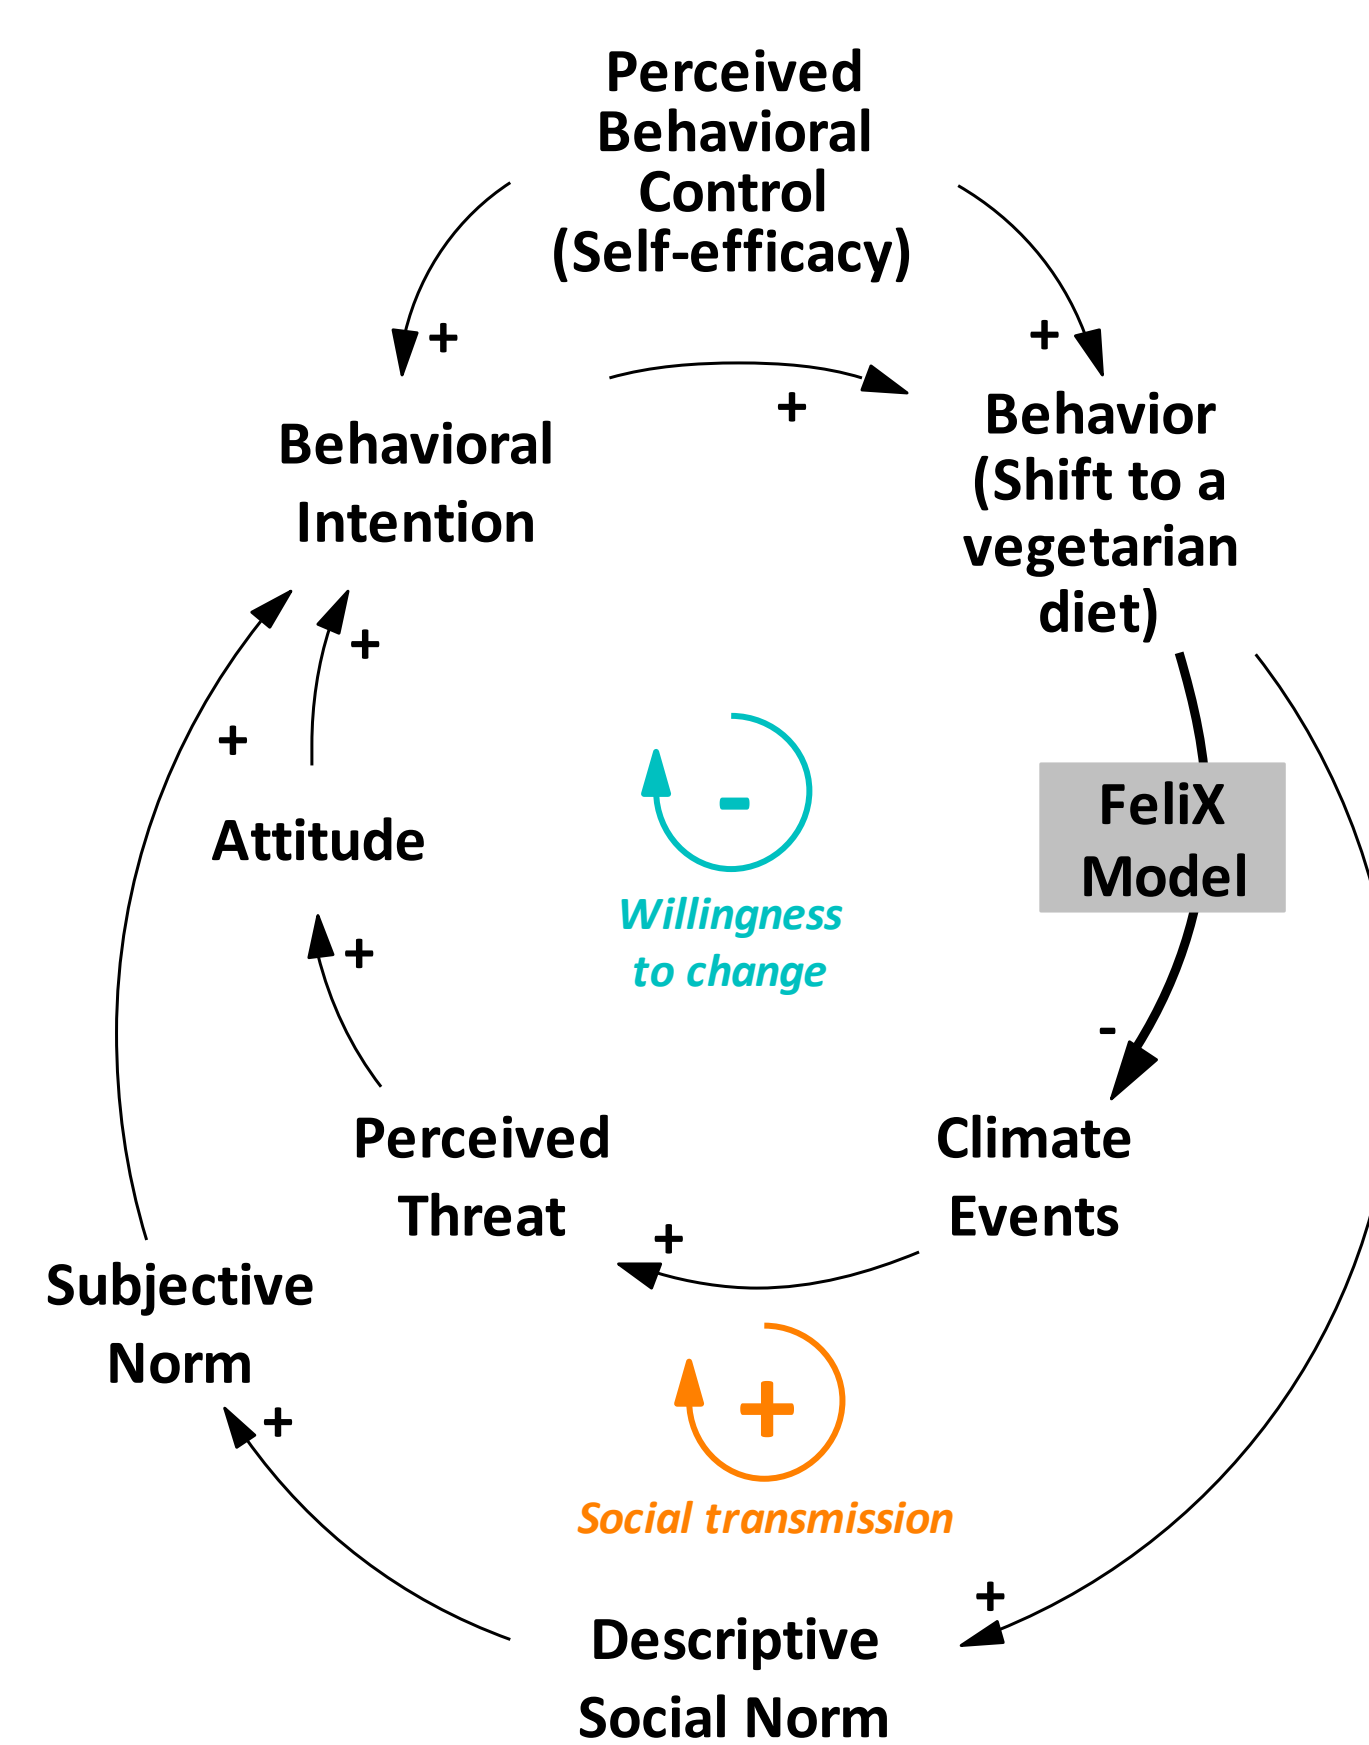 Perceived
Behavioral
Control
(Self-efficacy)
+
+
+
Behavioral
Intention
Behavior
(Shift to a
vegetarian
diet)
+
+
-
Willingness
to change
FeliX
Model
Attitude
+
-
Perceived
Threat
Climate
Events
+
Subjective
Norm
+
+
Social transmission
+
Descriptive
Social Norm